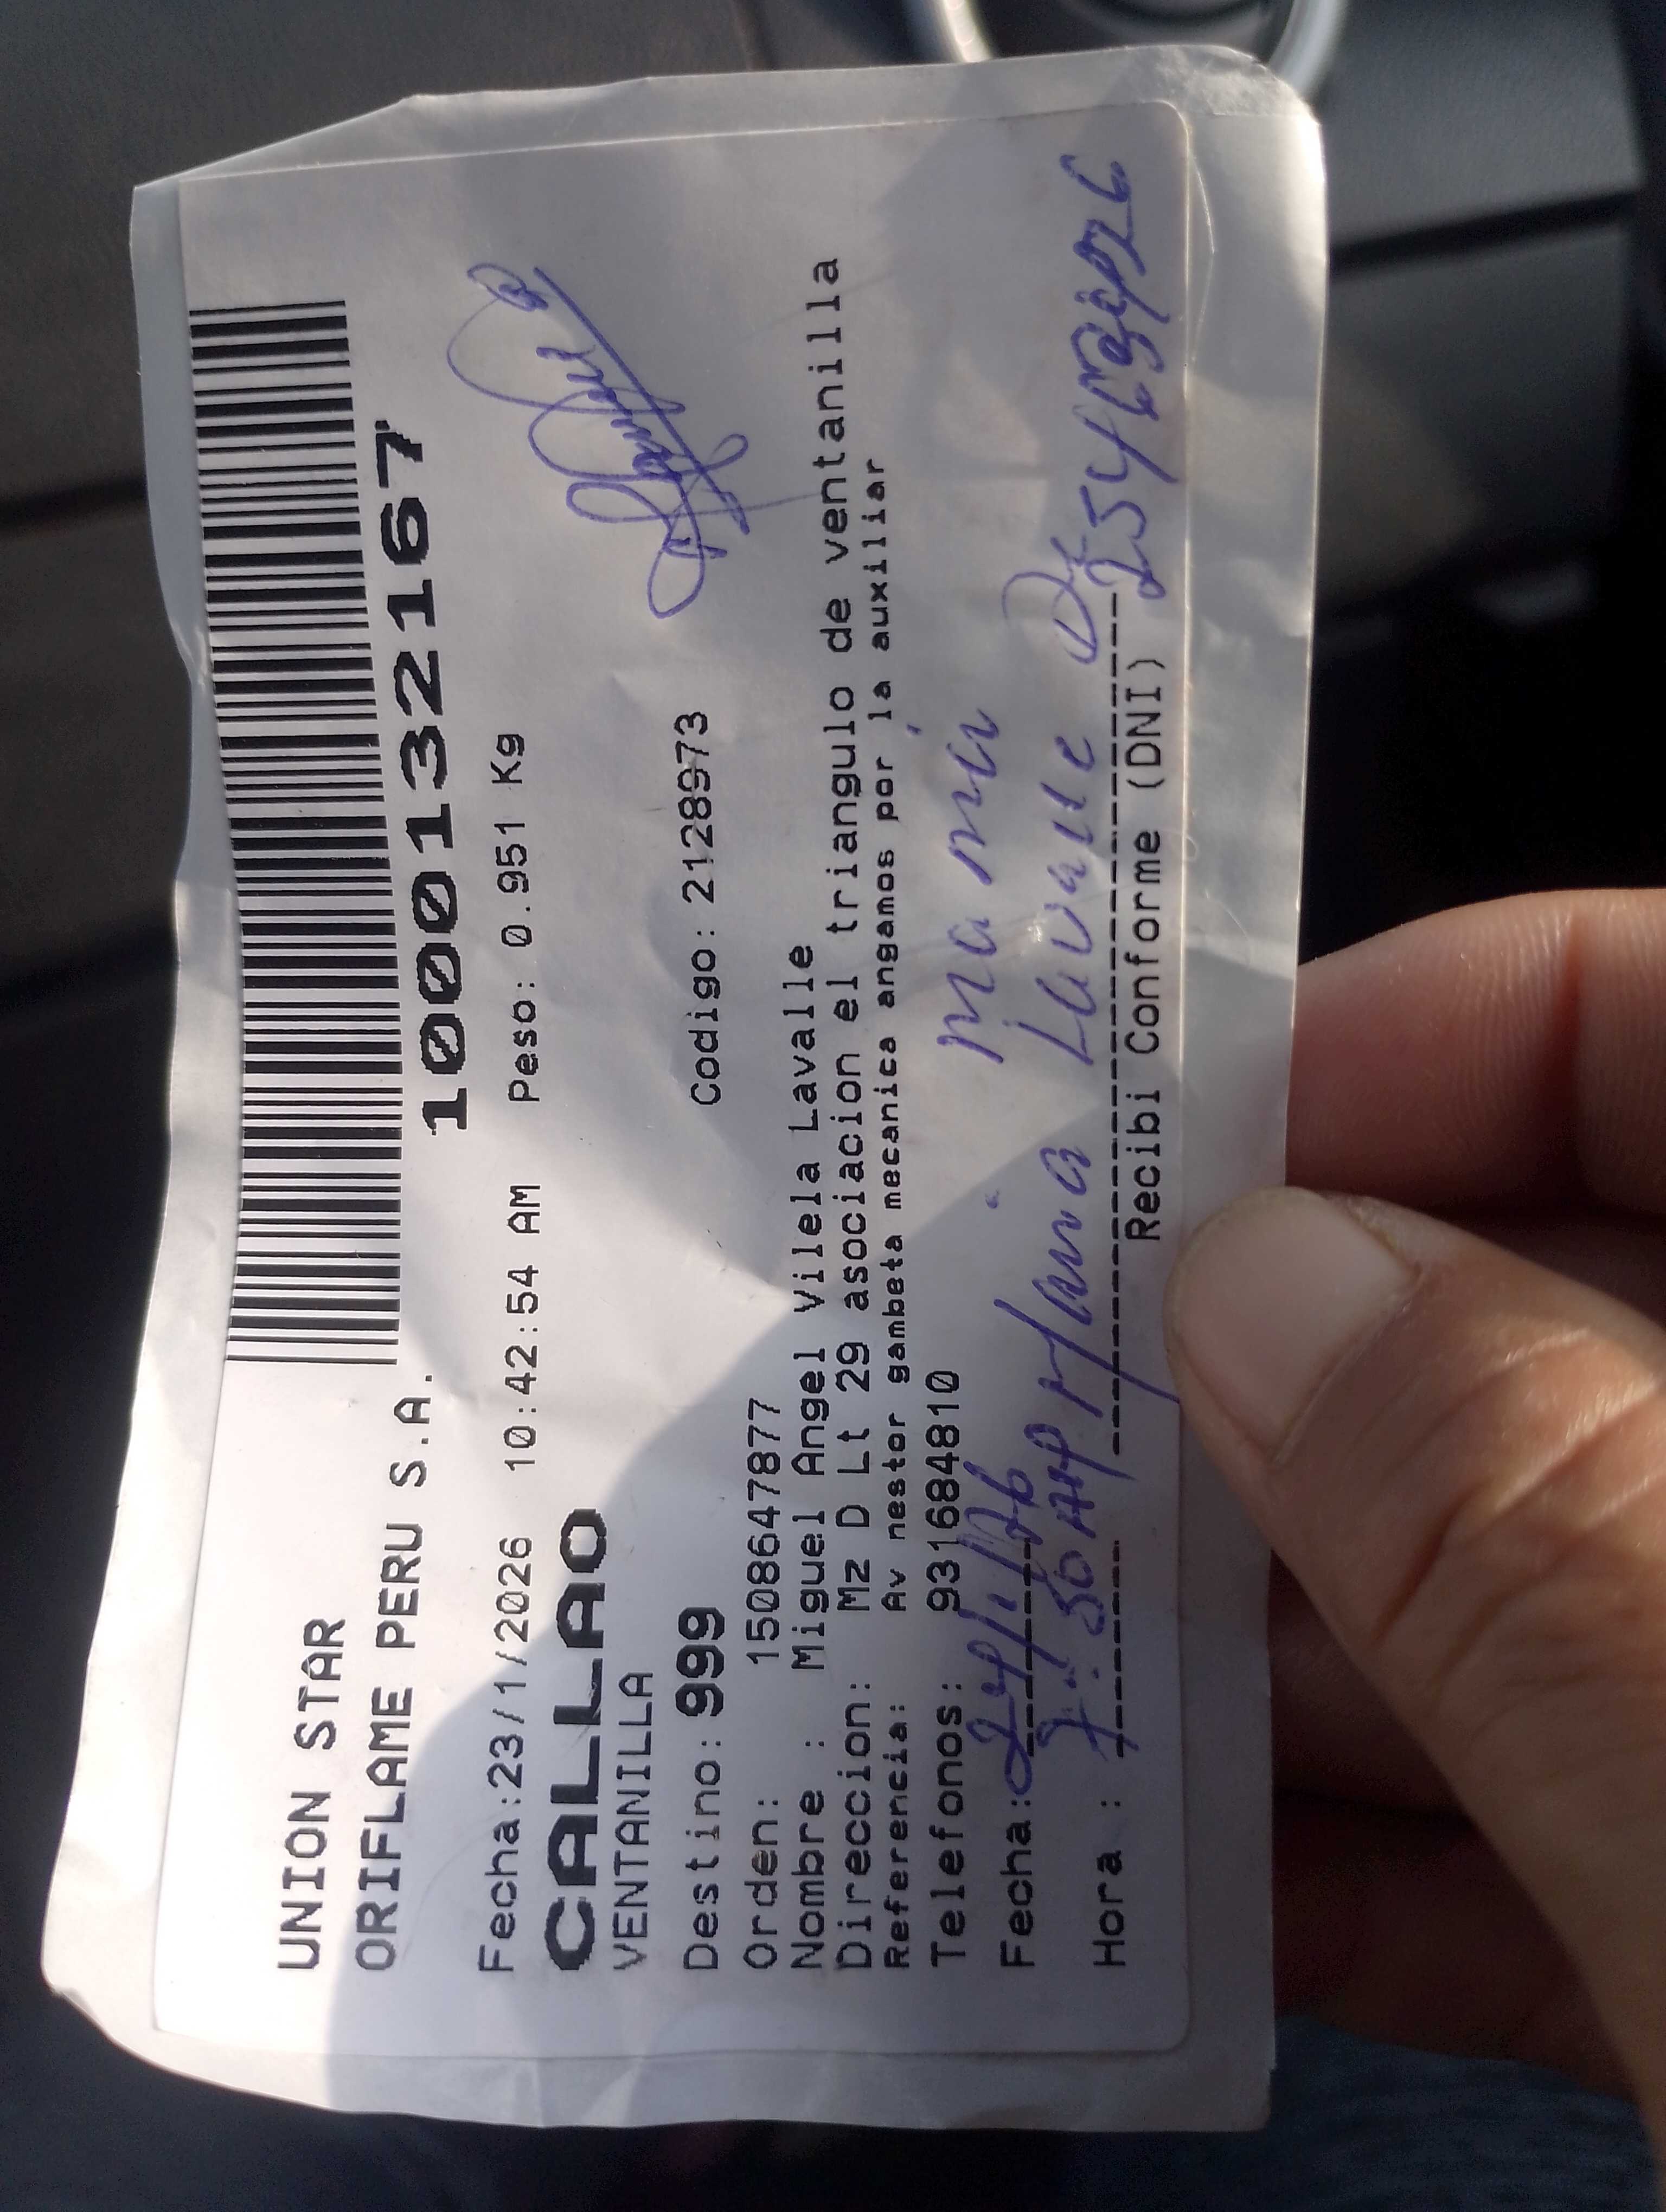 UNION STAR
ORIFLAME PERU S.A.
100132167
Fecha:23/1/2026 10:42:54 AM Peso: 0.951 Kg
CALLAO
VENTANILLA
Destino: 999 Codigo: 2128973
Orden: 1508647877
Nombre : Miguel Angel Vilela Lavalle
Direccion: Mz D Lt 29 asociacion el triangulo de ventanilla
Referencia: Av nestor gambeta mecanica angamos por la auxiliar
Telefonos: 931684810
mami
Fecha:
Hora :
Recibi Conforme (DNI)